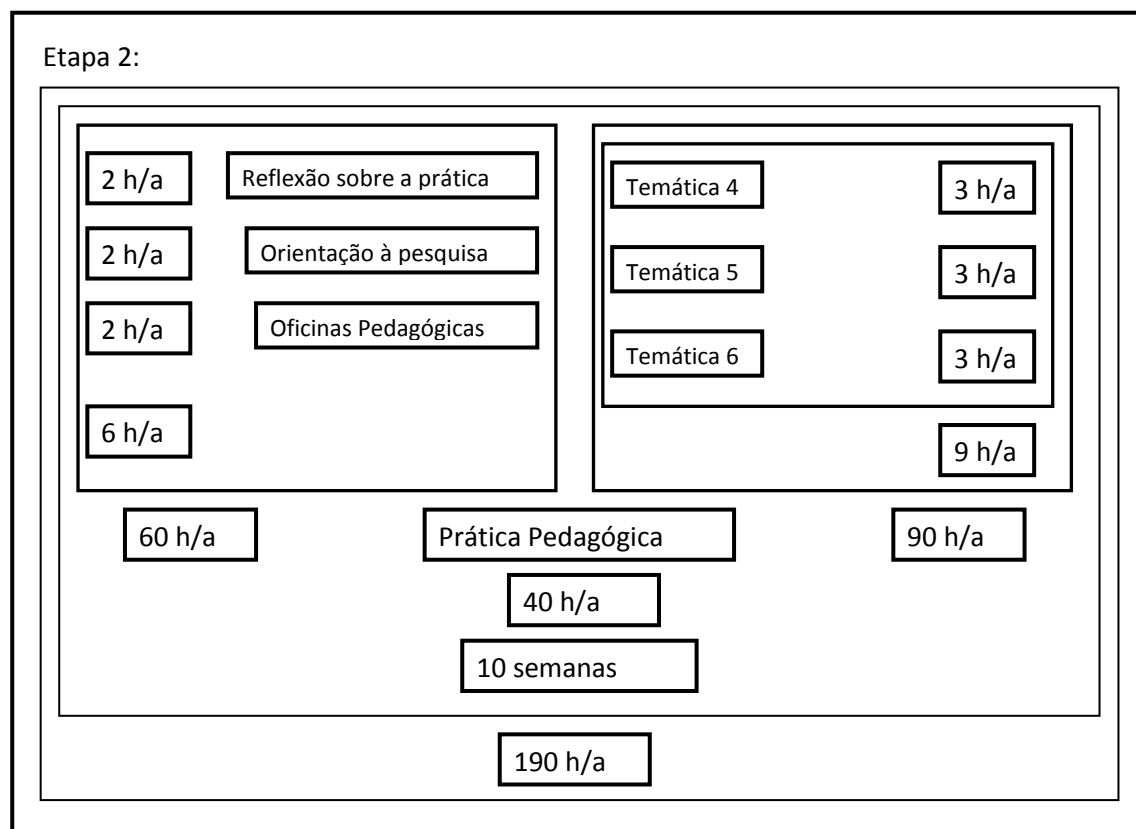 Etapa 2:
2 h/a
Reflexão sobre a prática
2 h/a
Orientação à pesquisa
2 h/a
Oficinas Pedagógicas
6 h/a
Temática 4
3 h/a
Temática 5
3 h/a
Temática 6
3 h/a
9 h/a
60 h/a
Prática Pedagógica
90 h/a
40 h/a
10 semanas
190 h/a